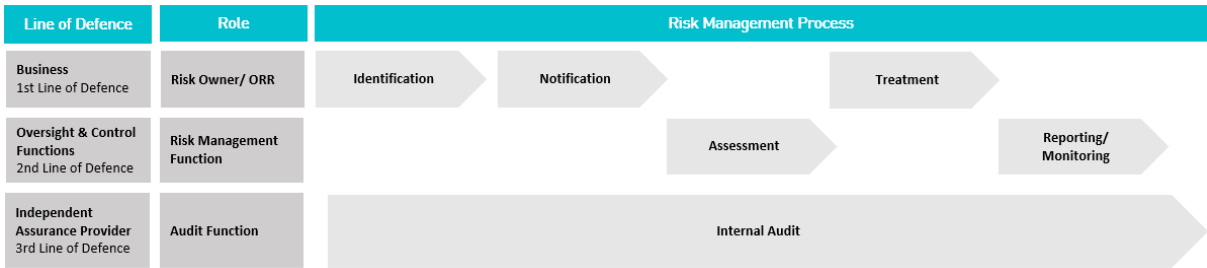 Line of Defence
Role
Risk Management Process
Business
1st Line of Defence
Risk Owner/ ORR
Identification
Notification
Treatment
Oversight & Control
Functions
2nd Line of Defence
Risk Management
Function
Assessment
Reporting/
Monitoring
Independent
Assurance Provider
3rd Line of Defence
Audit Function
Internal Audit